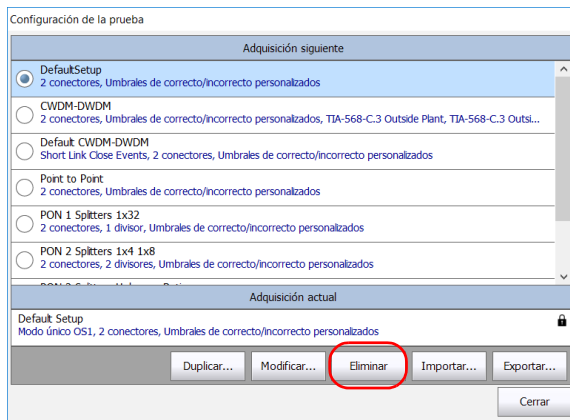 Configuración de la prueba
Adquisición siguiente
DefaultSetup
2 conectores, Umbrales de correcto/incorrecto personalizados
CWDM-DWDM
2 conectores, Umbrales de correcto/incorrecto personalizados, TIA-568-C.3 Outside Plant, TIA-568-C.3 Outsi...
Default CWDM-DWDM
Short Link Close Events, 2 conectores, Umbrales de correcto/incorrecto personalizados
Point to Point
2 conectores, Umbrales de correcto/incorrecto personalizados
PON 1 Splitters 1x32
2 conectores, 1 divisor, Umbrales de correcto/incorrecto personalizados
PON 2 Splitters 1x4 1x8
2 conectores, 2 divisores, Umbrales de correcto/incorrecto personalizados
Adquisición actual
Default Setup
Modo único OS1, 2 conectores, Umbrales de correcto/incorrecto personalizados
Duplicar... Modificar... Eliminar Importar... Exportar...
Cerrar